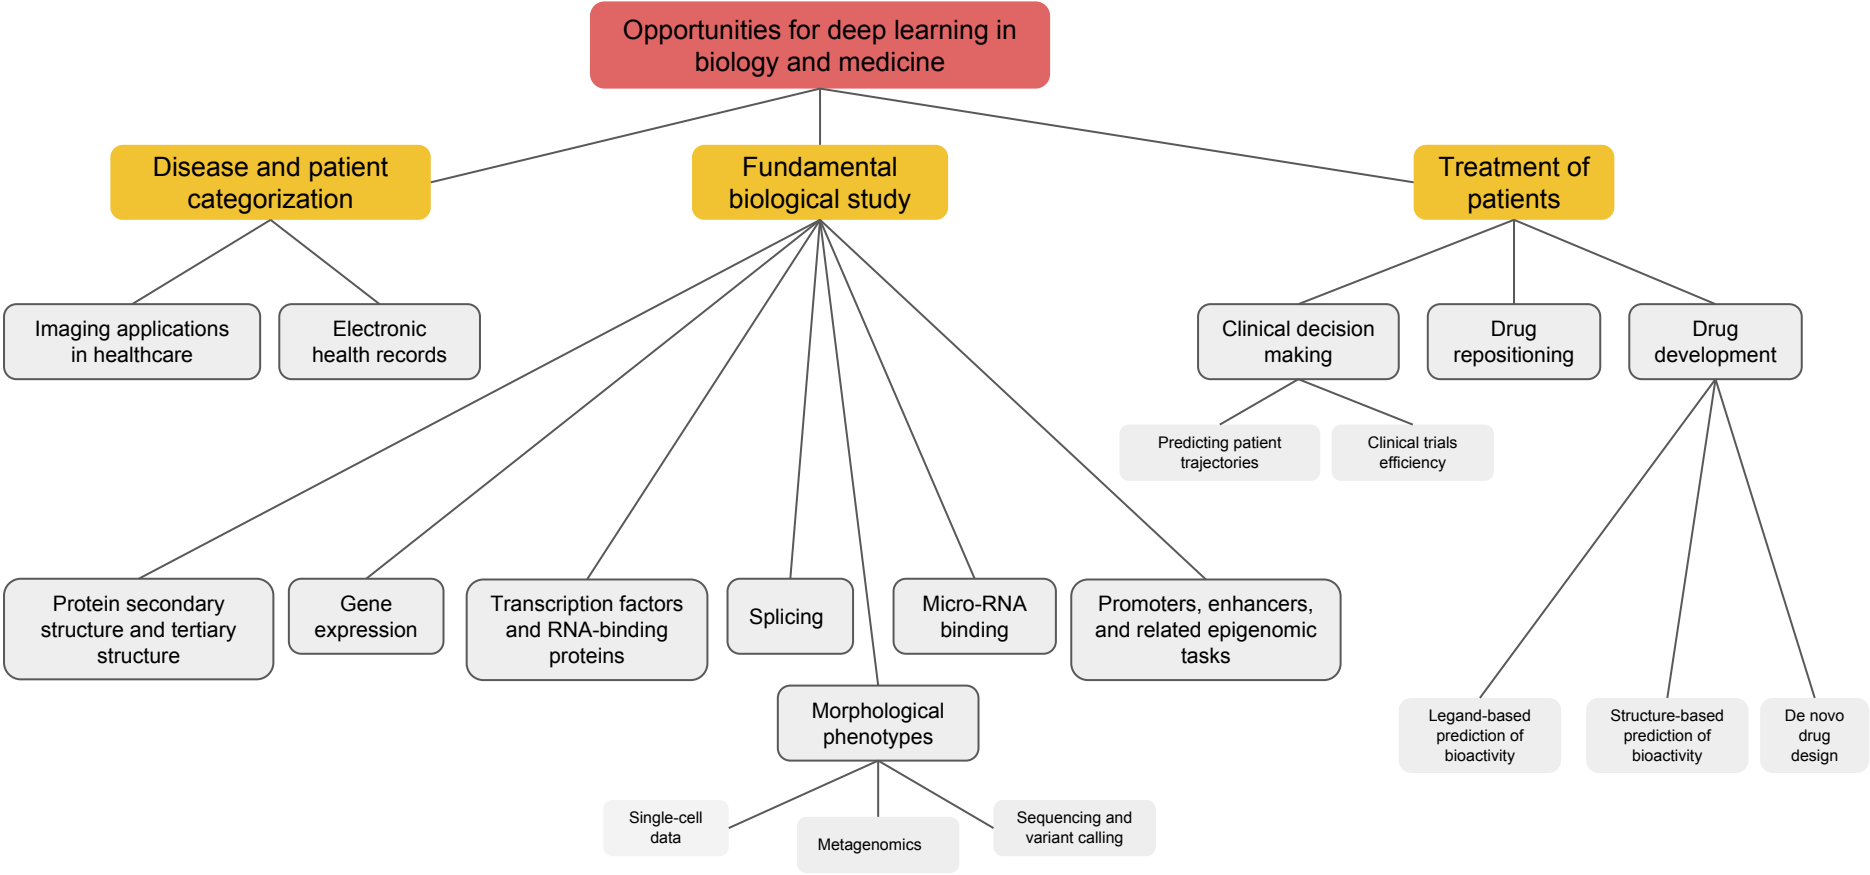 Opportunities for deep learning in
biology and medicine
Disease and patient
categorization
Fundamental
biological study
Treatment of
patients
Imaging applications
in healthcare
Electronic
health records
Clinical decision
making
Drug
repositioning
Drug
development
Predicting patient
trajectories
Clinical trials
efficiency
Protein secondary
structure and tertiary
structure
Gene
expression
Transcription factors
and RNA-binding
proteins
Splicing
Micro-RNA
binding
Promoters, enhancers,
and related epigenomic
tasks
Morphological
phenotypes
Legand-based
prediction of
bioactivity
Structure-based
prediction of
bioactivity
De novo
drug
design
Single-cell
data
Metagenomics
Sequencing and
variant calling